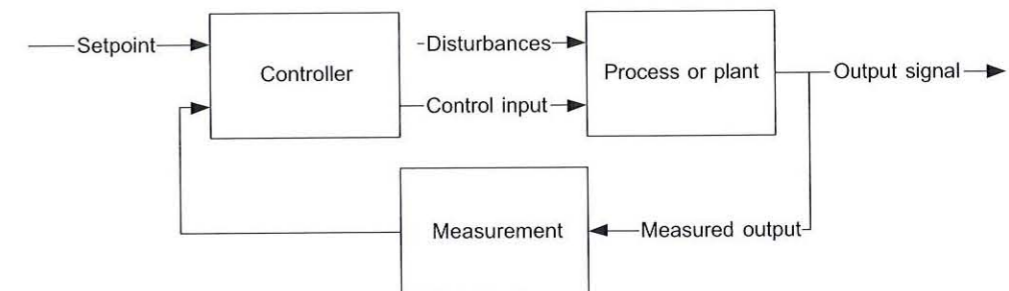 Setpoint
Controller
Disturbances
Control input
Process or plant
Output signal
Measurement
Measured output